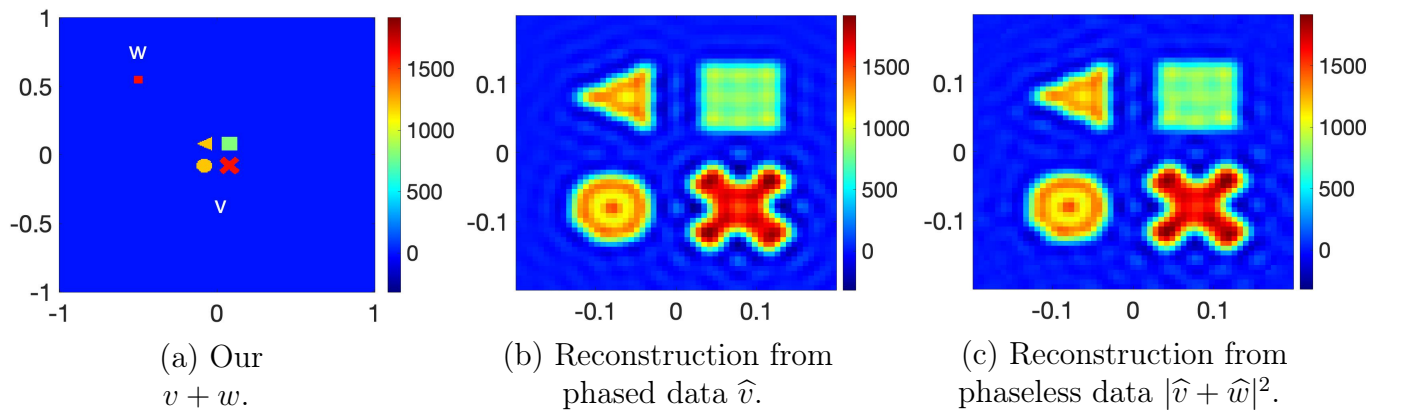 1
0.5
0
-0.5
-1
-1 0 1
w
v
1500
1000
500
0
(a) Our
v + w.
0.1
0
-0.1
-0.1 0 0.1
1500
1000
500
0
(b) Reconstruction from
phased data v̂.
0.1
0
-0.1
-0.1 0 0.1
1500
1000
500
0
(c) Reconstruction from
phaseless data |v̂ + ŵ|².